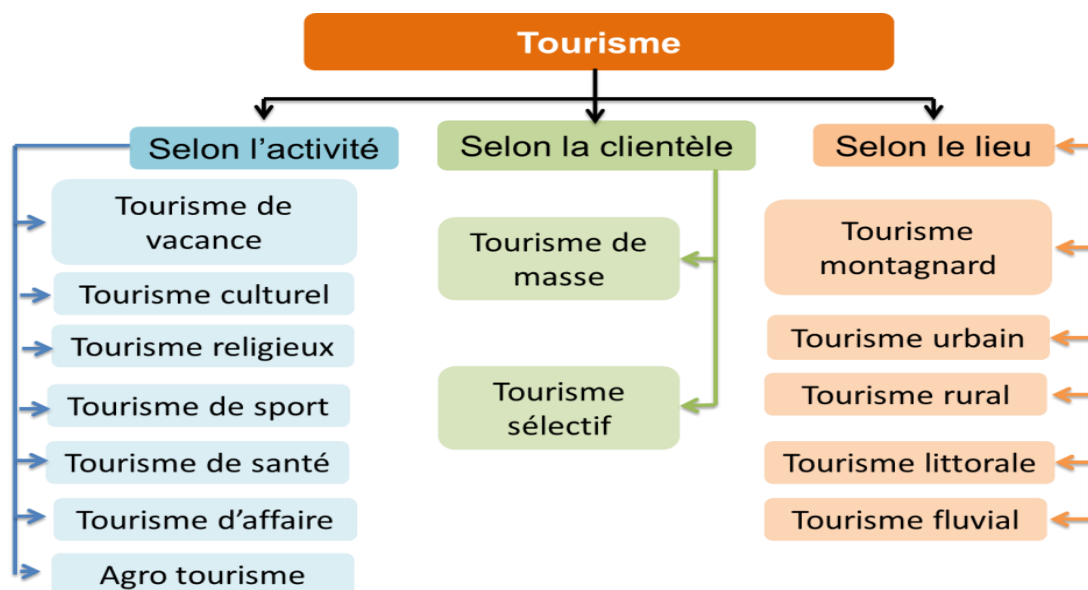 Tourisme
Selon l’activité
Tourisme de
vacance
Tourisme culturel
Tourisme religieux
Tourisme de sport
Tourisme de santé
Tourisme d’affaire
Agro tourisme
Selon la clientèle
Tourisme de
masse
Tourisme
sélectif
Selon le lieu
Tourisme
montagnard
Tourisme urbain
Tourisme rural
Tourisme littorale
Tourisme fluvial